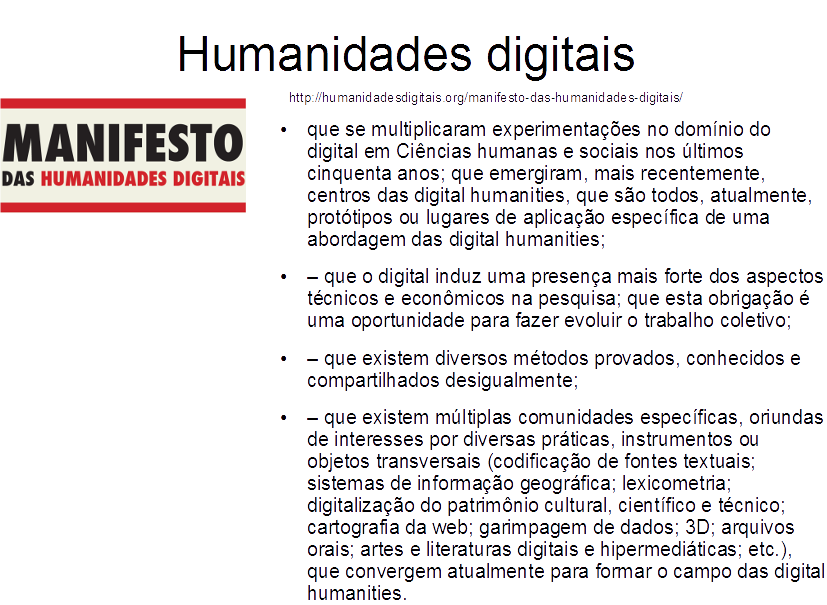 Humanidades digitais
http://humanidadesdigitais.org/manifesto-das-humanidades-digitais/
MANIFESTO
DAS HUMANIDADES DIGITAIS
• que se multiplicaram experimentações no domínio do
digital em Ciências humanas e sociais nos últimos
cinquenta anos; que emergiram, mais recentemente,
centros das digital humanities, que são todos, atualmente,
protótipos ou lugares de aplicação específica de uma
abordagem das digital humanities;
• – que o digital induz uma presença mais forte dos aspectos
técnicos e econômicos na pesquisa; que esta obrigação é
uma oportunidade para fazer evoluir o trabalho coletivo;
• – que existem diversos métodos provados, conhecidos e
compartilhados desigualmente;
• – que existem múltiplas comunidades específicas, oriundas
de interesses por diversas práticas, instrumentos ou
objetos transversais (codificação de fontes textuais;
sistemas de informação geográfica; lexicometria;
digitalização do patrimônio cultural, científico e técnico;
cartografia da web; garimpagem de dados; 3D; arquivos
orais; artes e literaturas digitais e hipermediáticas; etc.),
que convergem atualmente para formar o campo das digital
humanities.